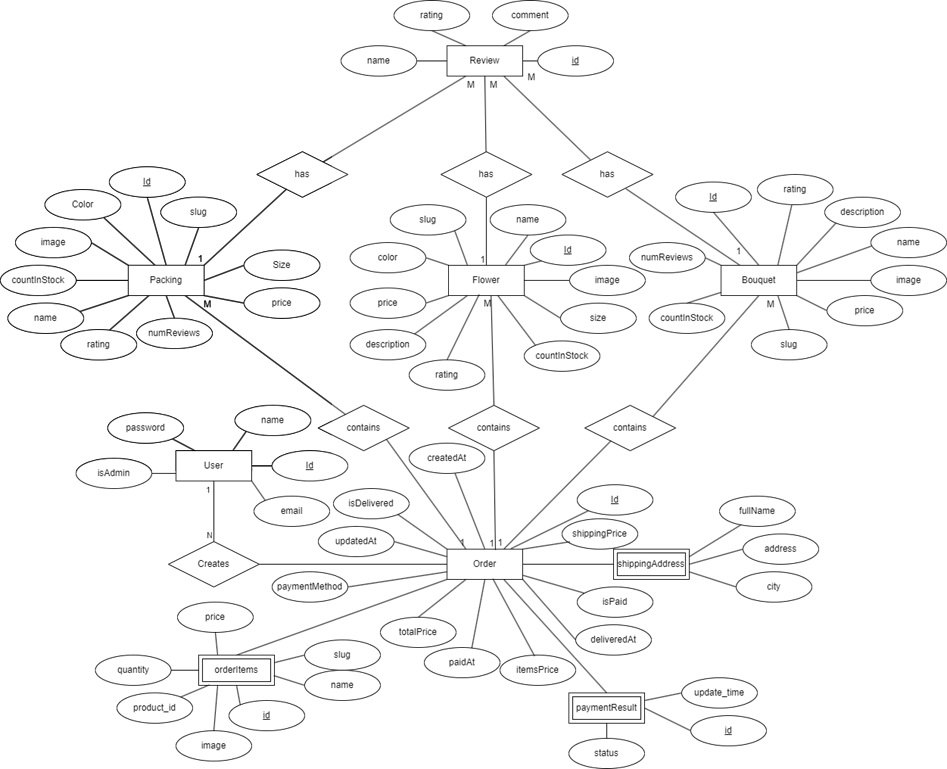 rating
comment
name
Review
id
M
M
M
has
has
has
Id
Color
slug
image
countInStock
Packing
1
Size
price
M
name
rating
numReviews
slug
name
Id
color
1
Flower
image
price
M
size
description
countInStock
rating
Id
rating
description
numReviews
name
1
Bouquet
image
countInStock
M
price
slug
contains
contains
contains
password
name
isAdmin
User
Id
1
email
N
Creates
createdAt
isDelivered
Id
updatedAt
1
1
1
shippingPrice
Order
paymentMethod
shippingAddress
fullName
address
city
isPaid
totalPrice
deliveredAt
paidAt
itemsPrice
price
quantity
orderItems
slug
name
product_id
id
image
paymentResult
update_time
id
status